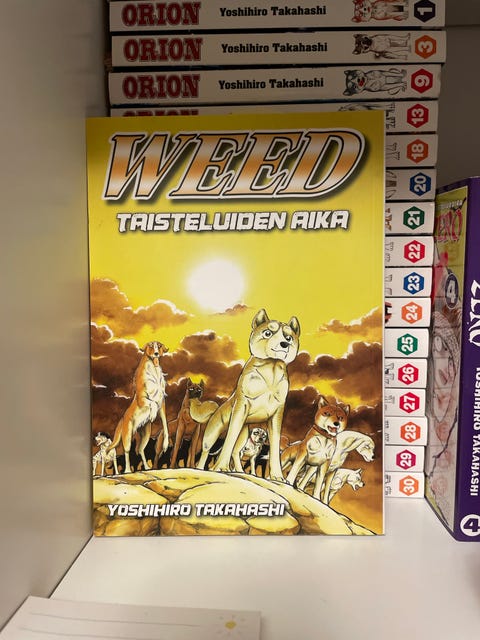 ORION Yoshihiro Takahashi 1
ORION Yoshihiro Takahashi 3
ORION Yoshihiro Takahashi 9
13
18
20
21
22
23
24
25
26
27
28
29
30
WEED
TAISTELUIDEN AIKA
YOSHIHIRO TAKAHASHI
4
YOSHIHIRO TAKAHASHI
4